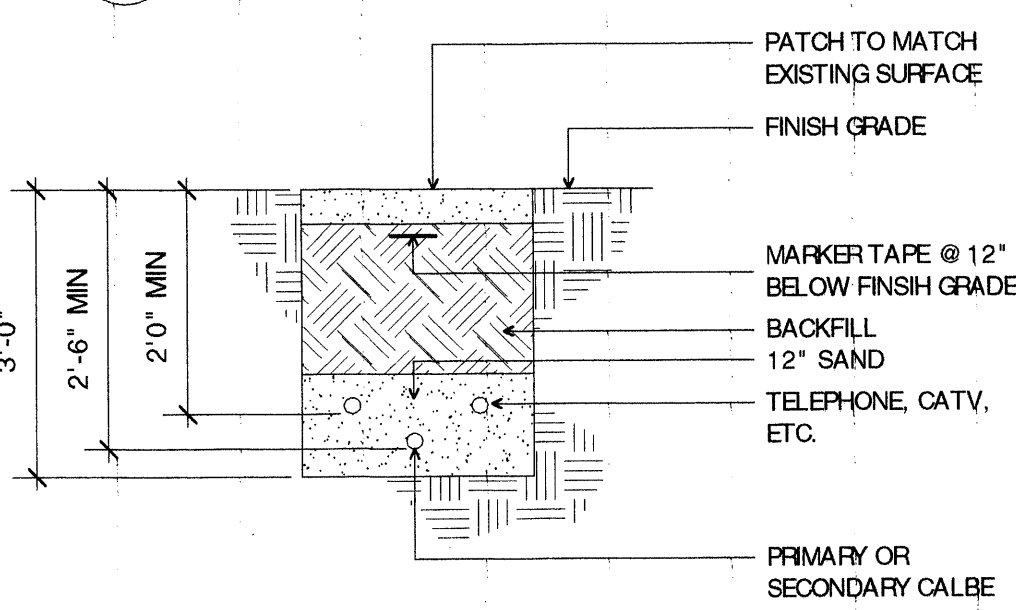 PATCH TO MATCH
EXISTING SURFACE
FINISH GRADE
MARKER TAPE @ 12"
BELOW FINSIH GRADE
BACKFILL
12" SAND
TELEPHONE, CATV,
ETC.
PRIMARY OR
SECONDARY CALBE
3'-0"
2'-6" MIN
2'0" MIN